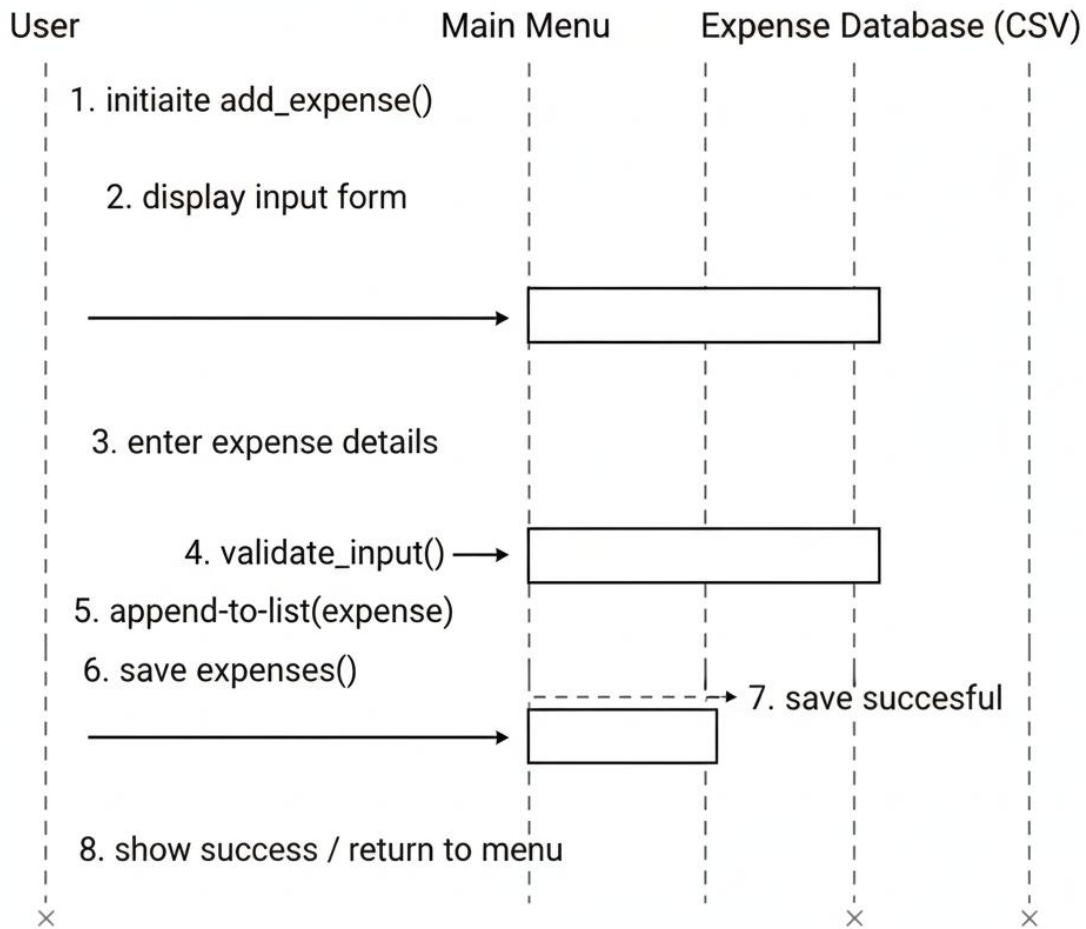 User Main Menu Expense Database (CSV)
1. initiaite add_expense()
2. display input form
3. enter expense details
4. validate_input()
5. append-to-list(expense)
6. save expenses()
7. save succesful
8. show success / return to menu